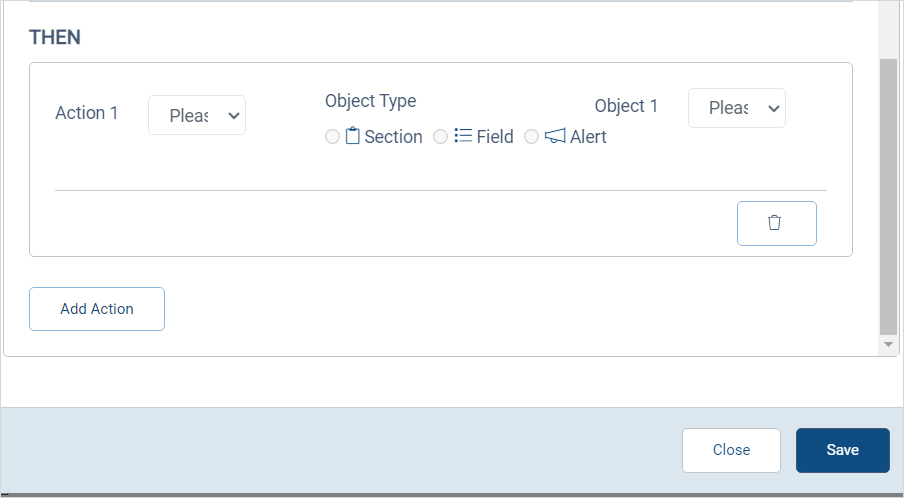 THEN
Action 1
Pleas
Object Type
Section
Field
Alert
Object 1
Pleas
Add Action
Close
Save